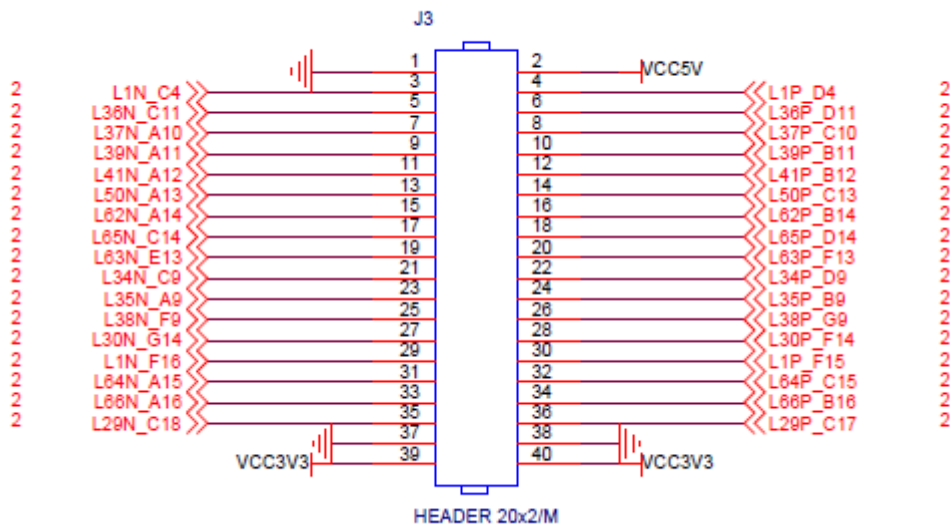 J3
1 2 VCC5V
2 L1N_C4 3 4 L1P_D4 2
2 L36N_C11 5 6 L36P_D11 2
2 L37N_A10 7 8 L37P_C10 2
2 L39N_A11 9 10 L39P_B11 2
2 L41N_A12 11 12 L41P_B12 2
2 L50N_A13 13 14 L50P_C13 2
2 L62N_A14 15 16 L62P_B14 2
2 L65N_C14 17 18 L65P_D14 2
2 L63N_E13 19 20 L63P_F13 2
2 L34N_C9 21 22 L34P_D9 2
2 L35N_A9 23 24 L35P_B9 2
2 L38N_F9 25 26 L38P_G9 2
2 L30N_G14 27 28 L30P_F14 2
2 L1N_F16 29 30 L1P_F15 2
2 L64N_A15 31 32 L64P_C15 2
2 L66N_A16 33 34 L66P_B16 2
2 L29N_C18 35 36 L29P_C17 2
37 38
VCC3V3 39 40 VCC3V3
HEADER 20x2/M